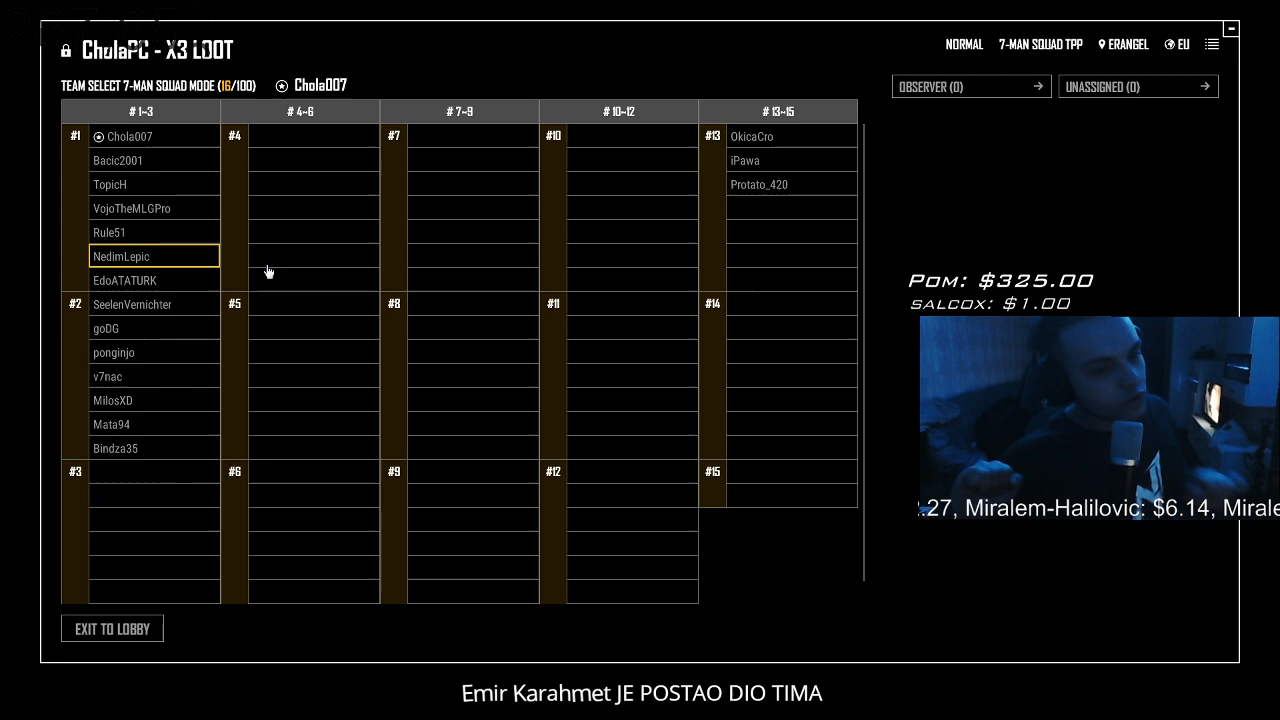 CholaPC - X3 LOOT
NORMAL 7-MAN SQUAD TPP ERANGEL EU
TEAM SELECT 7-MAN SQUAD MODE (16/100) Chola007
OBSERVER (0) UNASSIGNED (0)
# 1~3 # 4~6 # 7~9 # 10~12 # 13~15
#1 Chola007 #4 #7 #10 #13 OkicaCro
Bacic2001 iPawa
TopicH Protato_420
VojoTheMLGPro
Rule51
NedimLepic
EdoATATURK
#2 SeelenVernichter #5 #8 #11 #14
goDG
ponginjo
v7nac
MilosXD
Mata94
Bindza35
#3 #6 #9 #12 #15
Pom: $325.00
SALCOX: $1.00
.27, Miralem-Halilovic: $6.14, Mirale
EXIT TO LOBBY
Emir Karahmet JE POSTAO DIO TIMA